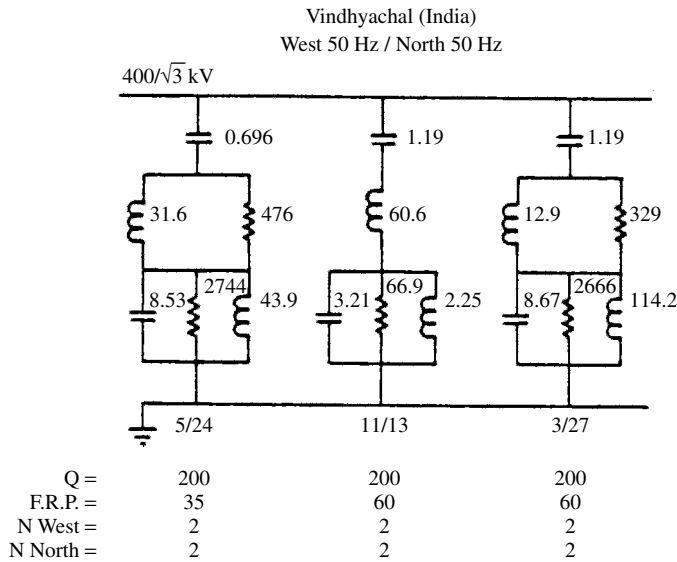 Vindhyachal (India)
West 50 Hz / North 50 Hz
400/√3 kV
0.696 1.19 1.19
31.6 476 60.6 12.9 329
8.53 2744 43.9 3.21 66.9 2.25 8.67 2666 114.2
5/24 11/13 3/27
Q = 200 200 200
F.R.P. = 35 60 60
N West = 2 2 2
N North = 2 2 2